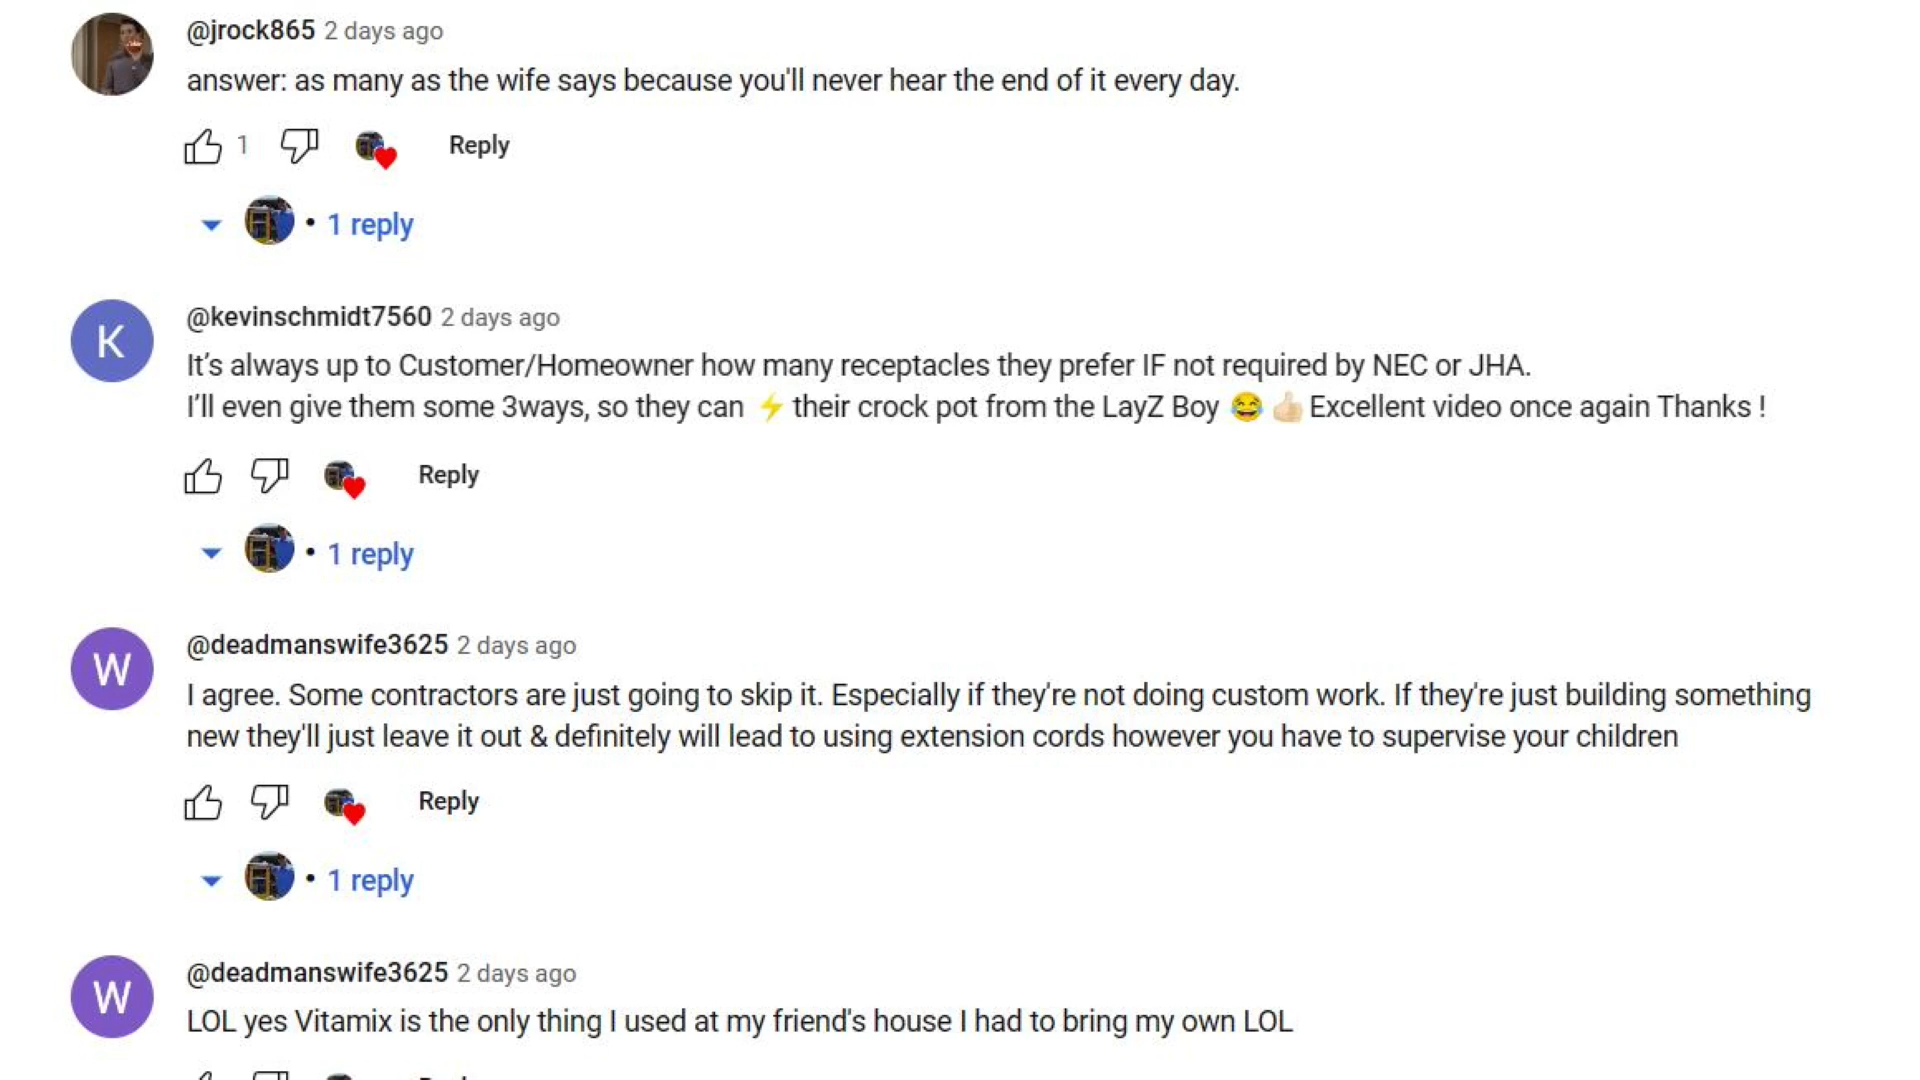 @jrock865 2 days ago
answer: as many as the wife says because you'll never hear the end of it every day.
1 Reply
• 1 reply
K
@kevinschmidt7560 2 days ago
It's always up to Customer/Homeowner how many receptacles they prefer IF not required by NEC or JHA.
I'll even give them some 3ways, so they can ⚡ their crock pot from the LayZ Boy 😂 👍🏻 Excellent video once again Thanks !
Reply
• 1 reply
W
@deadmanswife3625 2 days ago
I agree. Some contractors are just going to skip it. Especially if they're not doing custom work. If they're just building something
new they'll just leave it out & definitely will lead to using extension cords however you have to supervise your children
Reply
• 1 reply
W
@deadmanswife3625 2 days ago
LOL yes Vitamix is the only thing I used at my friend's house I had to bring my own LOL